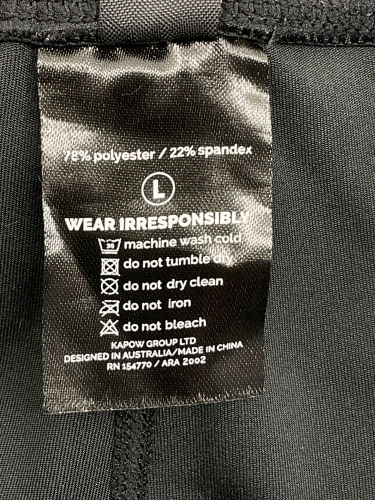 78% polyester / 22% spandex
L
WEAR IRRESPONSIBLY
30 machine wash cold
do not tumble dry
do not dry clean
do not iron
do not bleach
KAPOW GROUP LTD
DESIGNED IN AUSTRALIA/MADE IN CHINA
RN 154770 / ARA 2002